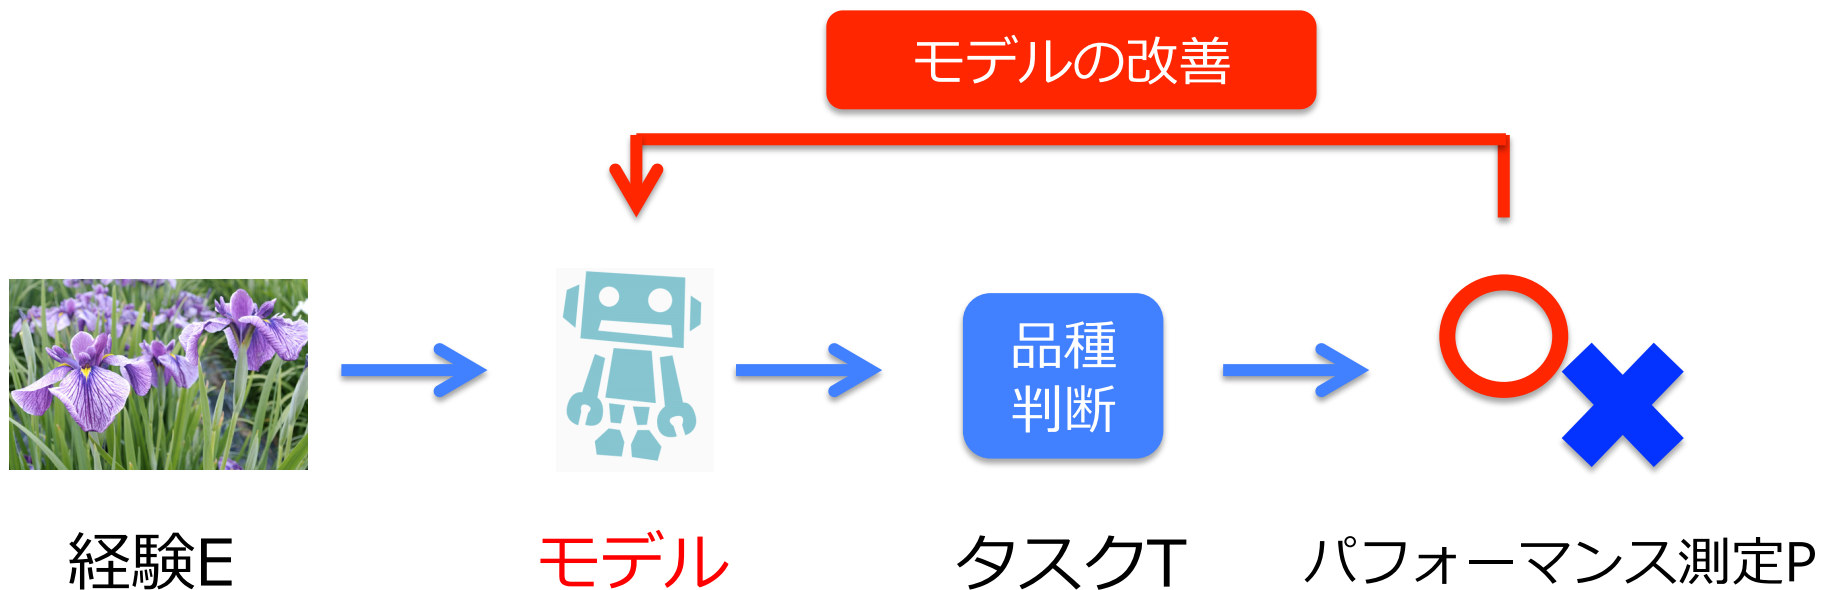 モデルの改善
品種
判断
経験E
モデル
タスクT
パフォーマンス測定P